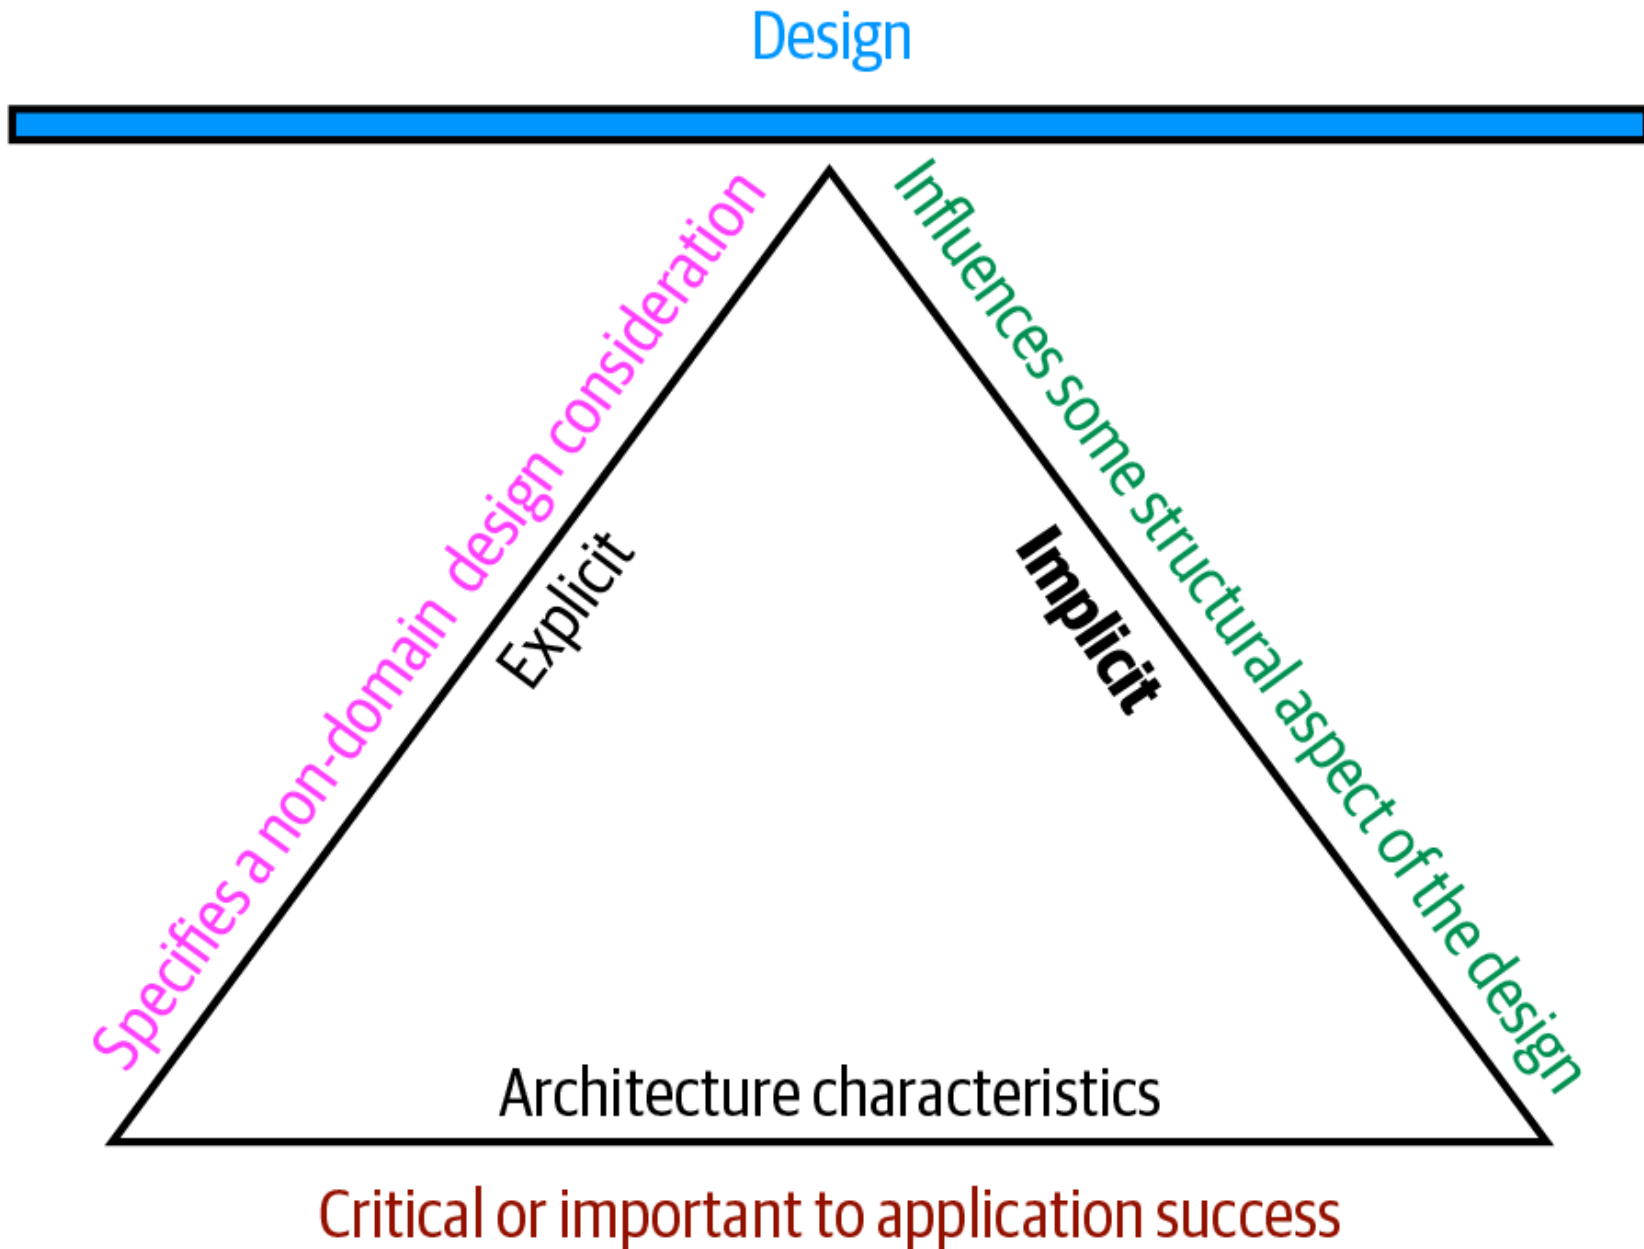 Design
Specifies a non-domain design consideration
Influences some structural aspect of the design
Explicit
Implicit
Architecture characteristics
Critical or important to application success